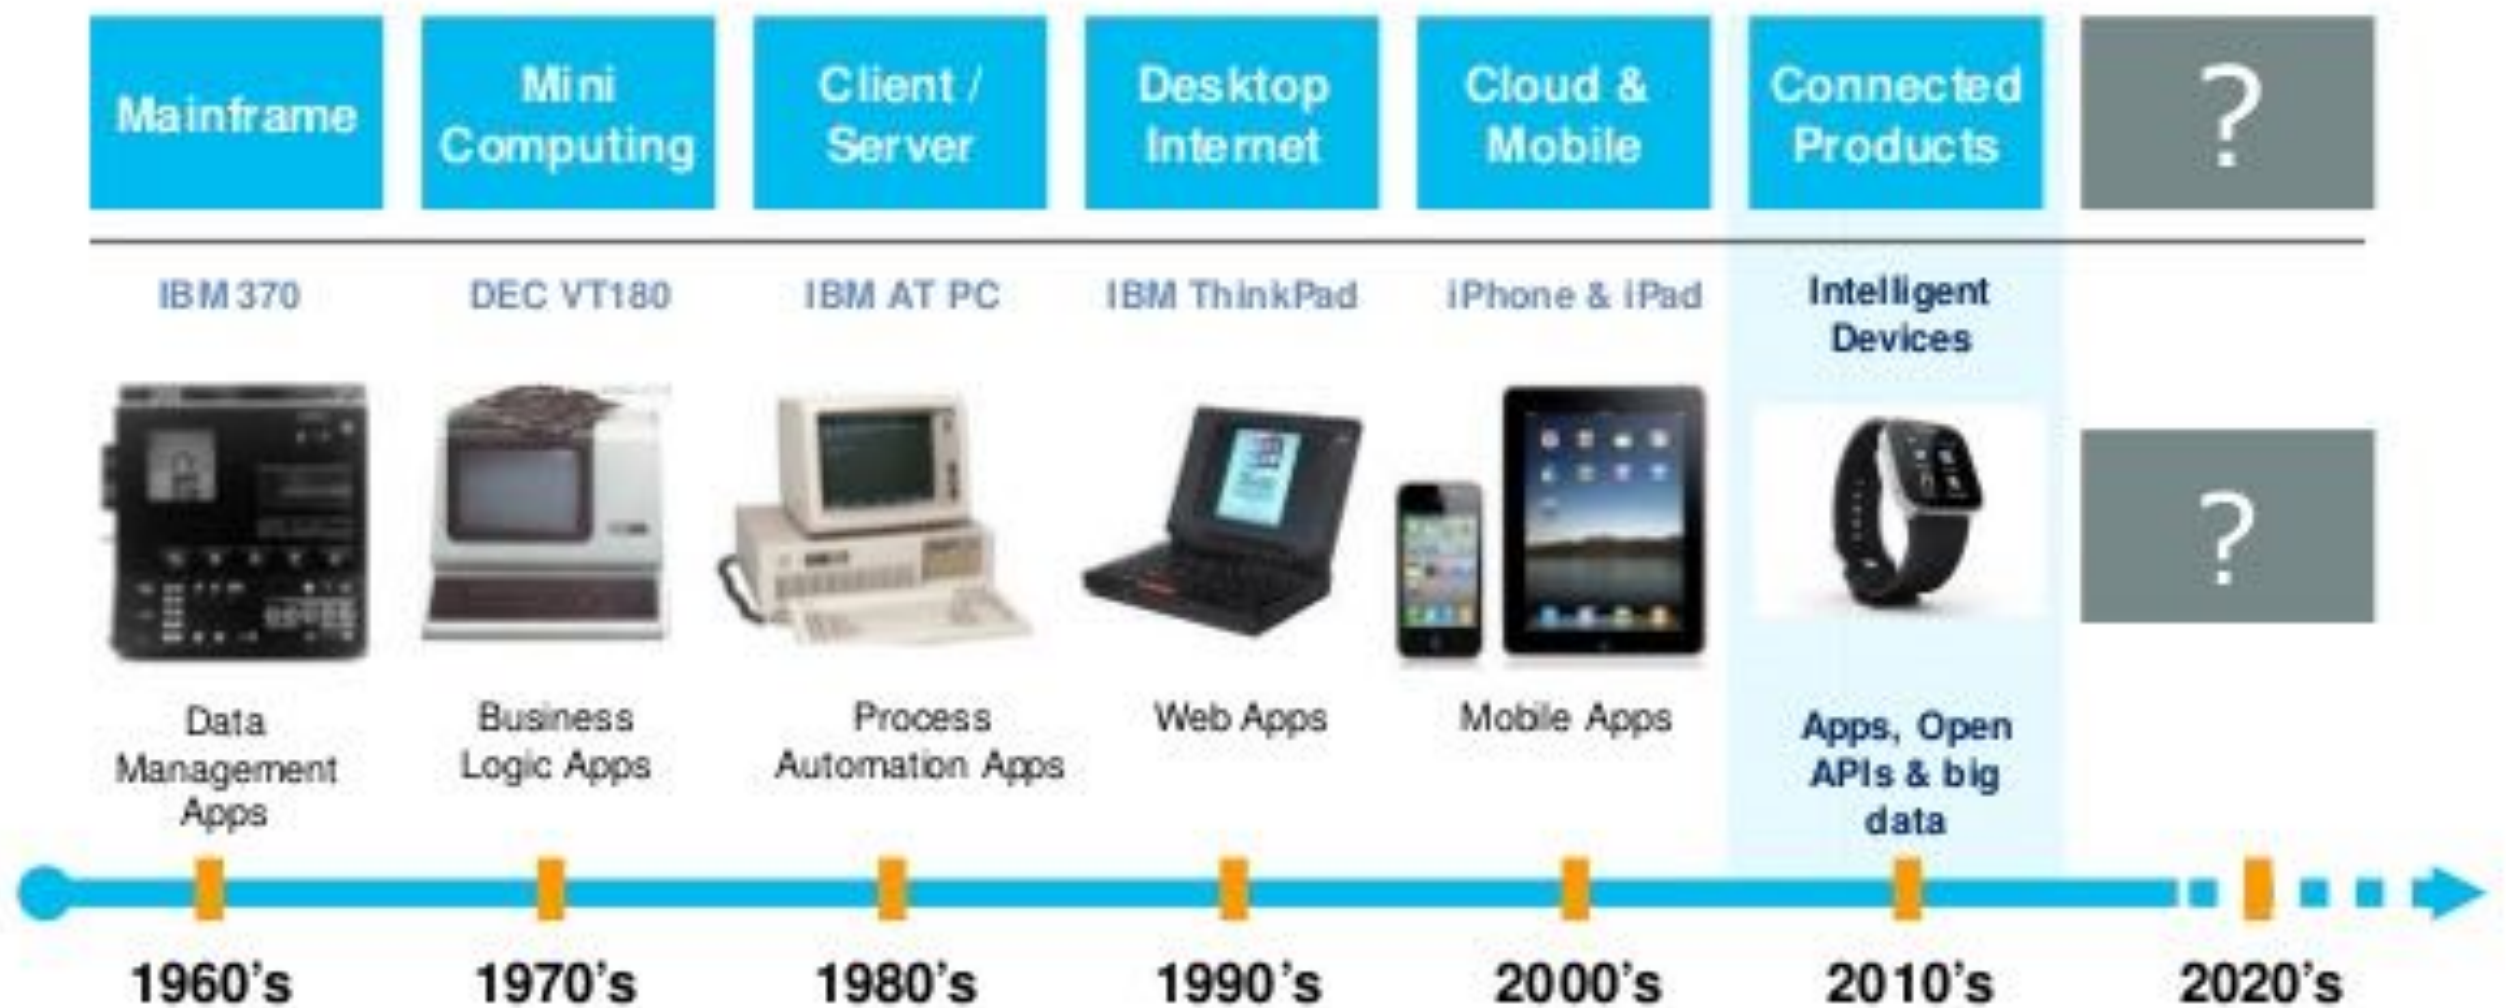 Mainframe
Mini
Computing
Client /
Server
Desktop
Internet
Cloud &
Mobile
Connected
Products
?
IBM 370
DEC VT180
IBM AT PC
IBM ThinkPad
iPhone & iPad
Intelligent
Devices
?
Data
Management
Apps
Business
Logic Apps
Process
Automation Apps
Web Apps
Mobile Apps
Apps, Open
APIs & big
data
1960's
1970's
1980's
1990's
2000's
2010's
2020's